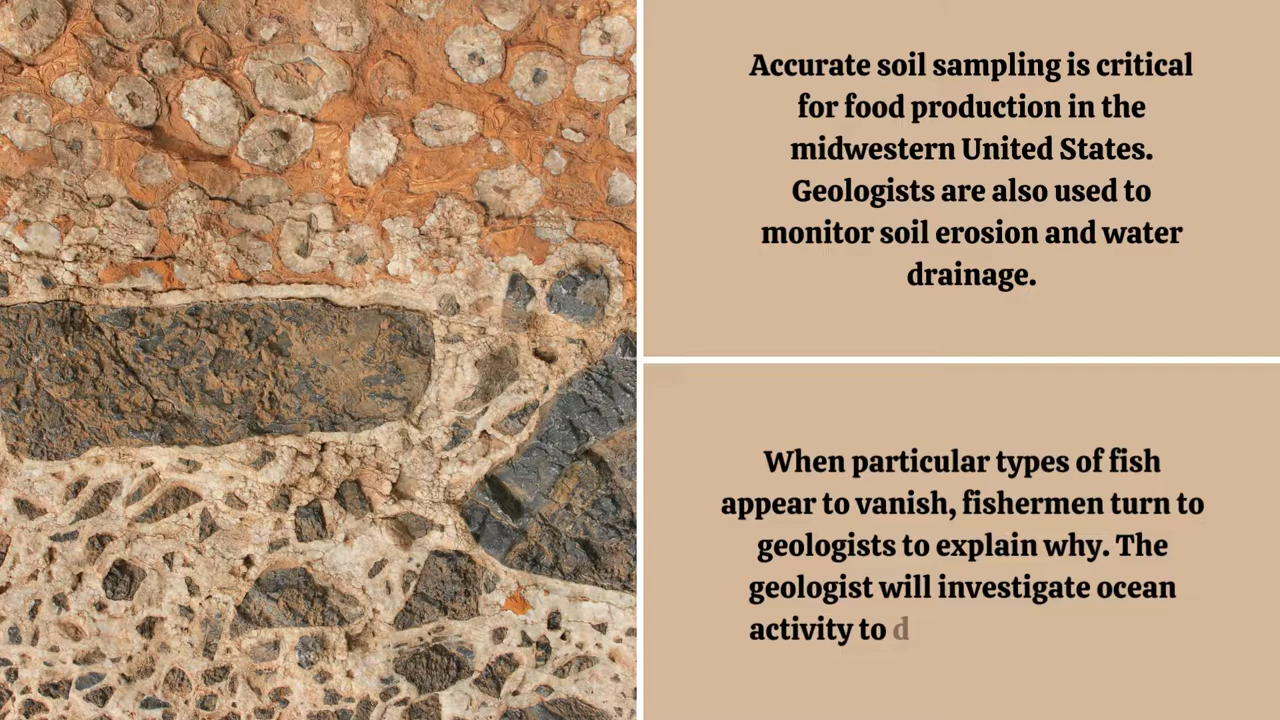 Accurate soil sampling is critical
for food production in the
midwestern United States.
Geologists are also used to
monitor soil erosion and water
drainage.
When particular types of fish
appear to vanish, fishermen turn to
geologists to explain why. The
geologist will investigate ocean
activity to d